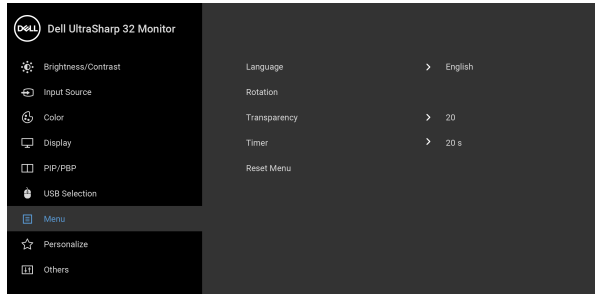 DELL Dell UltraSharp 32 Monitor
Brightness/Contrast
Input Source
Color
Display
PIP/PBP
USB Selection
Menu
Personalize
Others
Language > English
Rotation
Transparency > 20
Timer > 20 s
Reset Menu